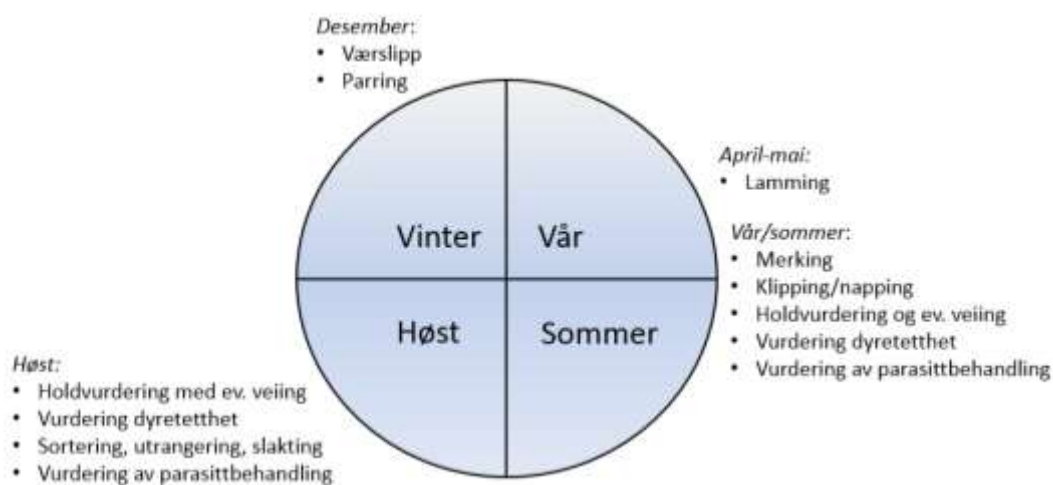 Desember:
• Værslipp
• Parring
April-mai:
• Lamming
Vinter
Vår
Vår/sommer:
• Merking
• Klipping/napping
• Holdvurdering og ev. veiing
• Vurdering dyretetthet
• Vurdering av parasittbehandling
Høst
Sommer
Høst:
• Holdvurdering med ev. veiing
• Vurdering dyretetthet
• Sortering, utrangering, slakting
• Vurdering av parasittbehandling